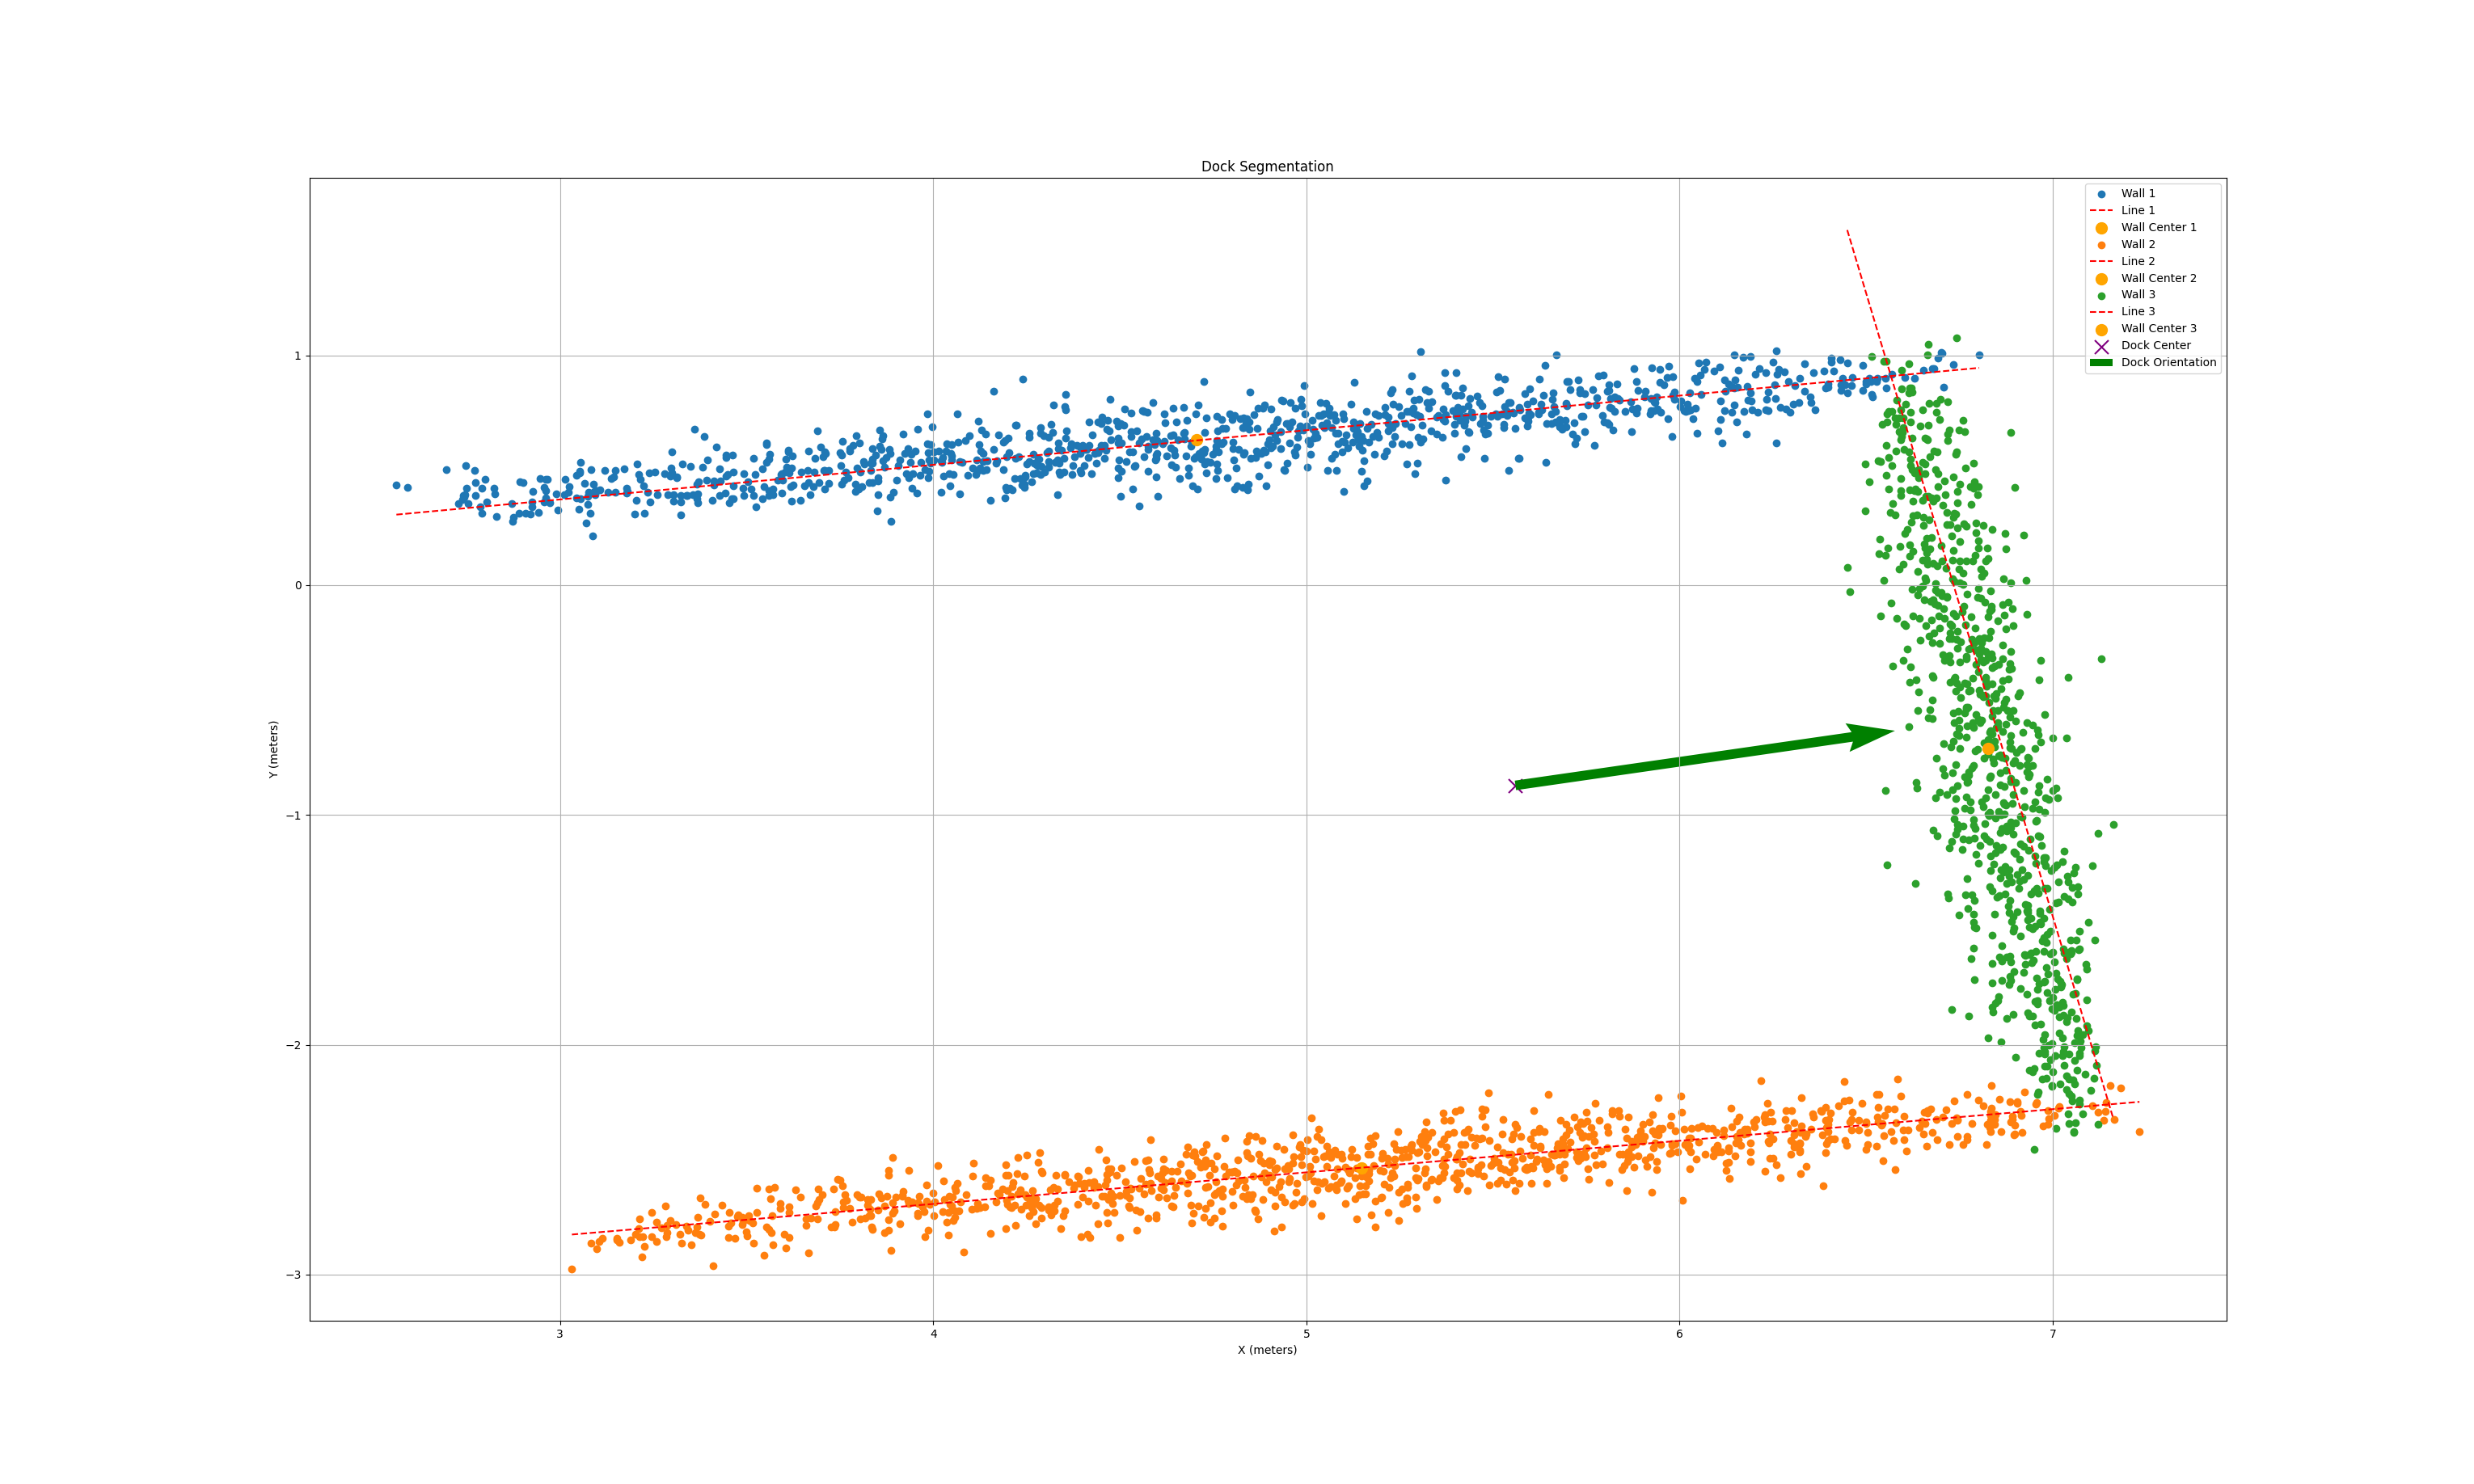 Dock Segmentation
Wall 1
Line 1
Wall Center 1
Wall 2
Line 2
Wall Center 2
Wall 3
Line 3
Wall Center 3
Dock Center
Dock Orientation
Y (meters)
1
0
−1
−2
−3
3 4 5 6 7
X (meters)